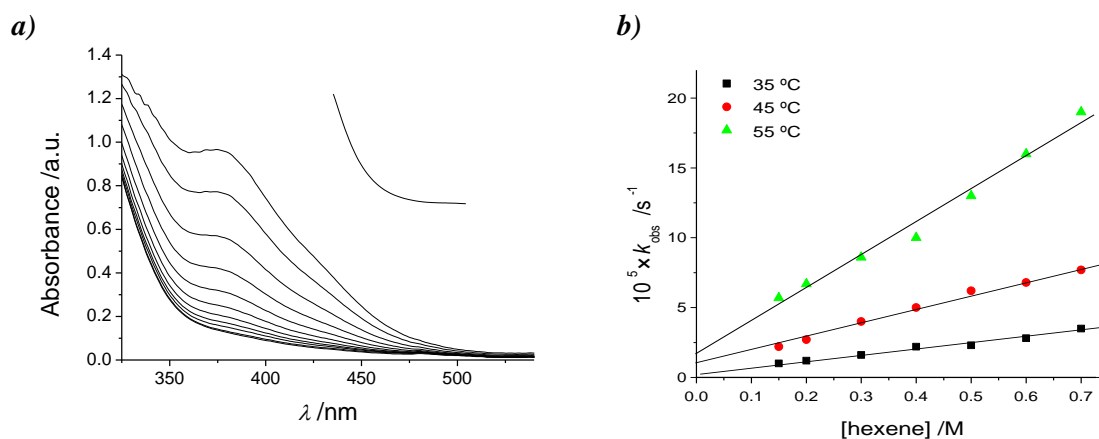 a)
1.4
1.2
1.0
0.8
0.6
0.4
0.2
0.0
Absorbance /a.u.
350 400 450 500
λ /nm
b)
35 ºC
45 ºC
55 ºC
20
15
10
5
0
10⁵ × k_obs /s⁻¹
0.0 0.1 0.2 0.3 0.4 0.5 0.6 0.7
[hexene] /M